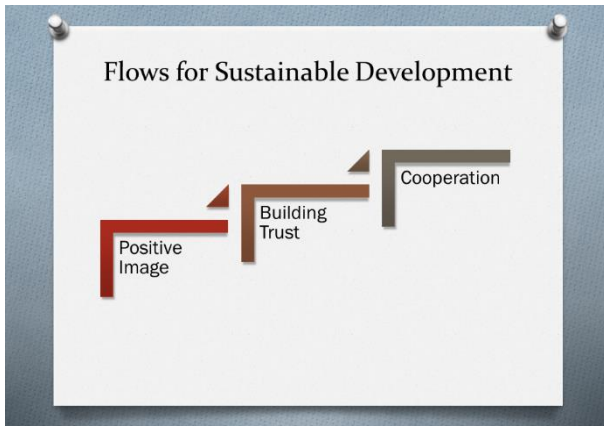 Flows for Sustainable Development
Positive
Image
Building
Trust
Cooperation